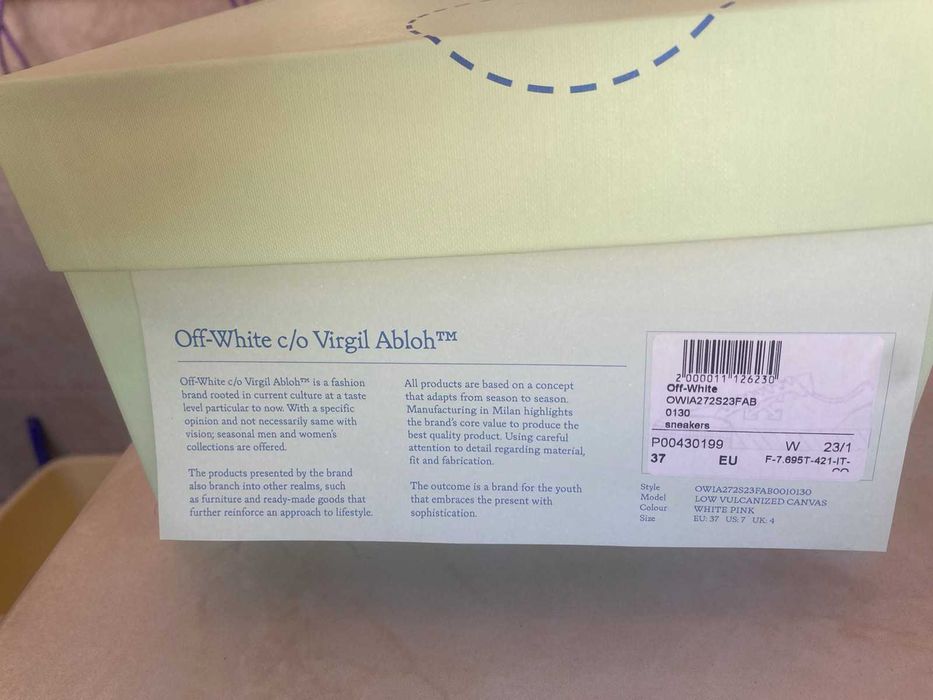 Off-White c/o Virgil Abloh™
Off-White c/o Virgil Abloh™ is a fashion
brand rooted in current culture at a taste
level particular to now. With a specific
opinion and not necessarily same with
vision; seasonal men and women's
collections are offered.
The products presented by the brand
also branch into other realms, such
as furniture and ready-made goods that
further reinforce an approach to lifestyle.
All products are based on a concept
that adapts from season to season.
Manufacturing in Milan highlights
the brand's core value to produce the
best quality product. Using careful
attention to detail regarding material,
fit and fabrication.
The outcome is a brand for the youth
that embraces the present with
sophistication.
2 000011 126230
Off-White
OWIA272S23FAB
0130
sneakers
P00430199 W 23/1
37 EU F-7.695T-421-IT-
Style OWIA272S23FAB0010130
Model LOW VULCANIZED CANVAS
Colour WHITE PINK
Size EU: 37 US: 7 UK: 4